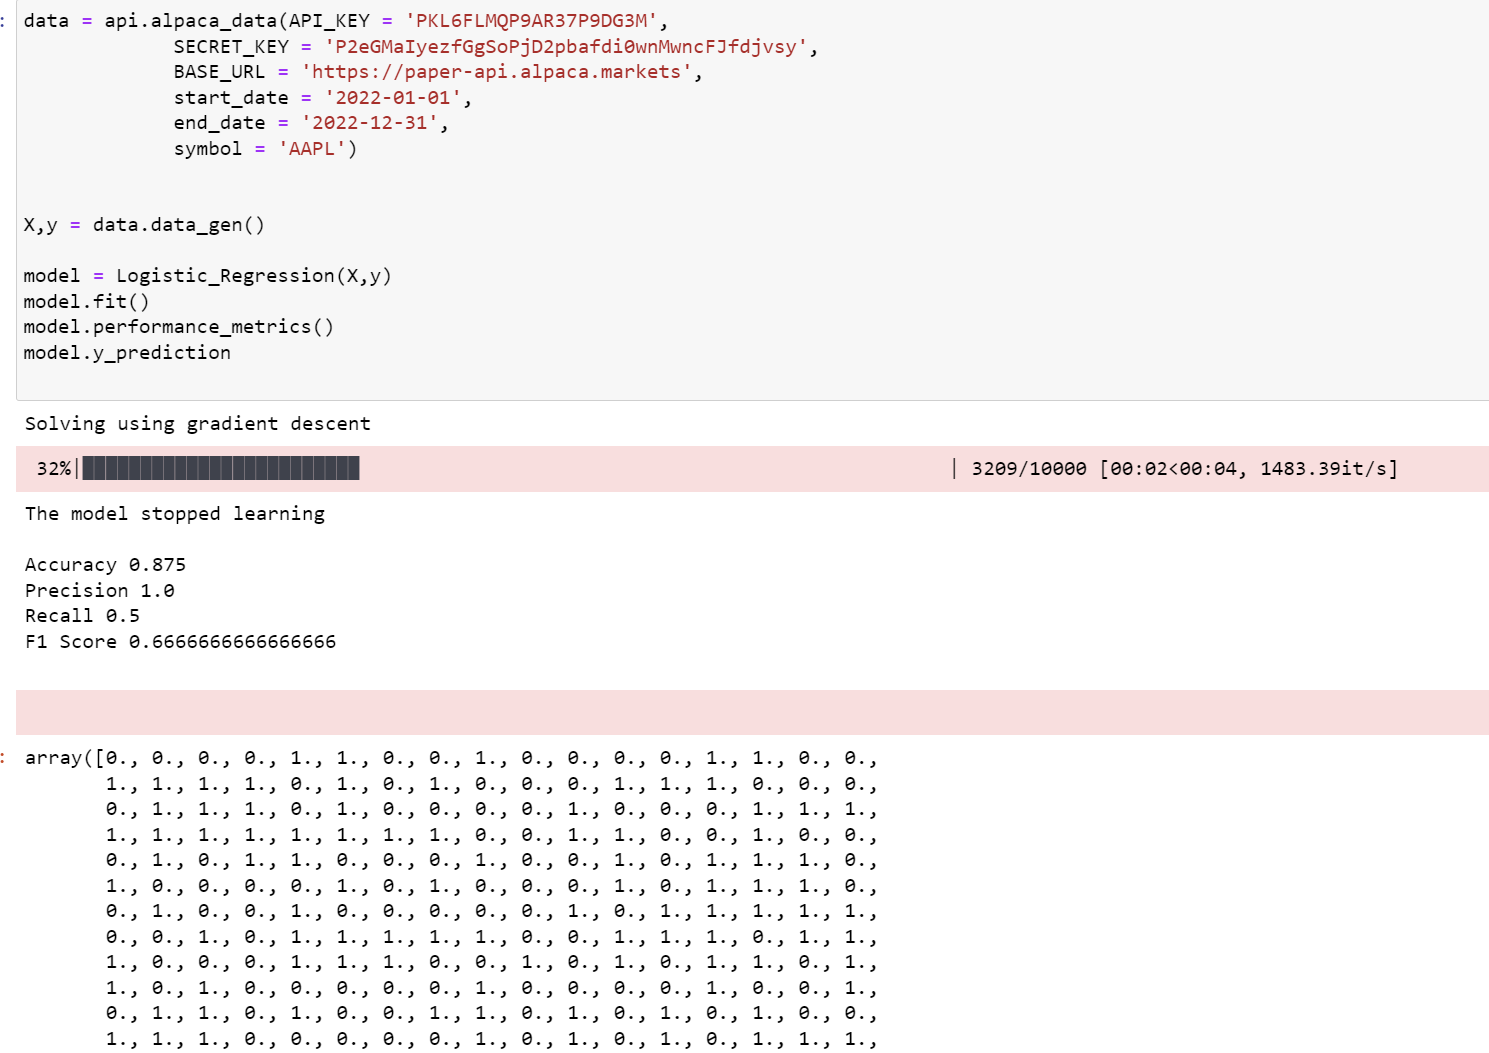 data = api.alpaca_data(API_KEY = 'PKL6FLMQP9AR37P9DG3M',
SECRET_KEY = 'P2eGMaIyezfGgSoPjD2pbafdi0wnMwncFJfdjvsy',
BASE_URL = 'https://paper-api.alpaca.markets',
start_date = '2022-01-01',
end_date = '2022-12-31',
symbol = 'AAPL')
X,y = data.data_gen()
model = Logistic_Regression(X,y)
model.fit()
model.performance_metrics()
model.y_prediction
Solving using gradient descent
32%| | 3209/10000 [00:02<00:04, 1483.39it/s]
The model stopped learning
Accuracy 0.875
Precision 1.0
Recall 0.5
F1 Score 0.6666666666666666
array([0., 0., 0., 0., 1., 1., 0., 0., 1., 0., 0., 0., 0., 1., 1., 0., 0.,
1., 1., 1., 1., 0., 1., 0., 1., 0., 0., 0., 1., 1., 1., 0., 0., 0.,
0., 1., 1., 1., 0., 1., 0., 0., 0., 0., 1., 0., 0., 0., 1., 1., 1.,
1., 1., 1., 1., 1., 1., 1., 1., 0., 0., 1., 1., 0., 0., 1., 0., 0.,
0., 1., 0., 1., 1., 0., 0., 0., 1., 0., 0., 1., 0., 1., 1., 1., 0.,
1., 0., 0., 0., 0., 1., 0., 1., 0., 0., 0., 1., 0., 1., 1., 1., 0.,
0., 1., 0., 0., 1., 0., 0., 0., 0., 0., 1., 0., 1., 1., 1., 1., 1.,
0., 0., 1., 0., 1., 1., 1., 1., 1., 0., 0., 1., 1., 1., 0., 1., 1.,
1., 0., 0., 0., 1., 1., 1., 0., 0., 1., 0., 1., 0., 1., 1., 0., 1.,
1., 0., 1., 0., 0., 0., 0., 0., 1., 0., 0., 0., 0., 1., 0., 0., 1.,
0., 1., 1., 0., 1., 0., 0., 1., 1., 0., 1., 0., 1., 0., 1., 0., 0.,
1., 1., 1., 0., 0., 0., 0., 0., 1., 0., 1., 0., 1., 0., 1., 1., 1.,